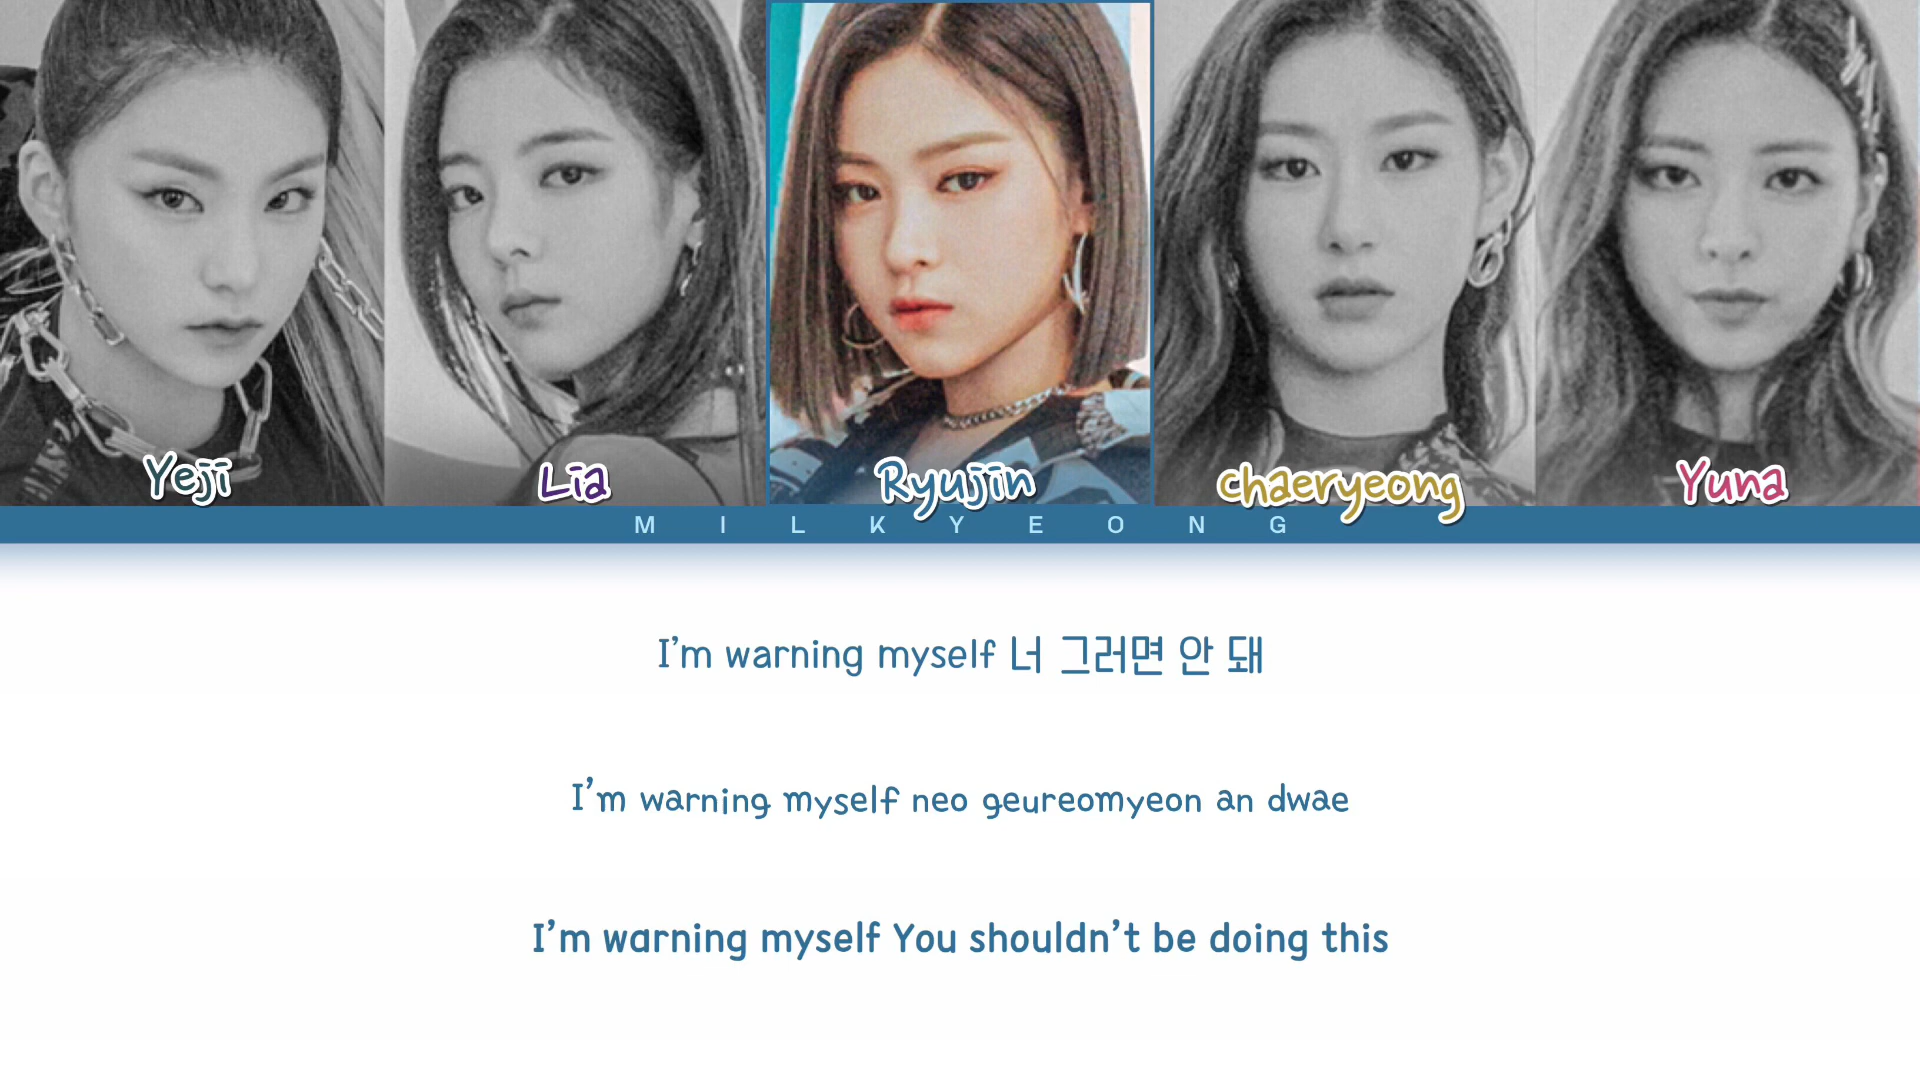 Yeji Lia Ryujin chaeryeong Yuna
MILKYEONG
I'm warning myself 너 그러면 안 돼
I'm warning myself neo geureomyeon an dwae
I'm warning myself You shouldn't be doing this